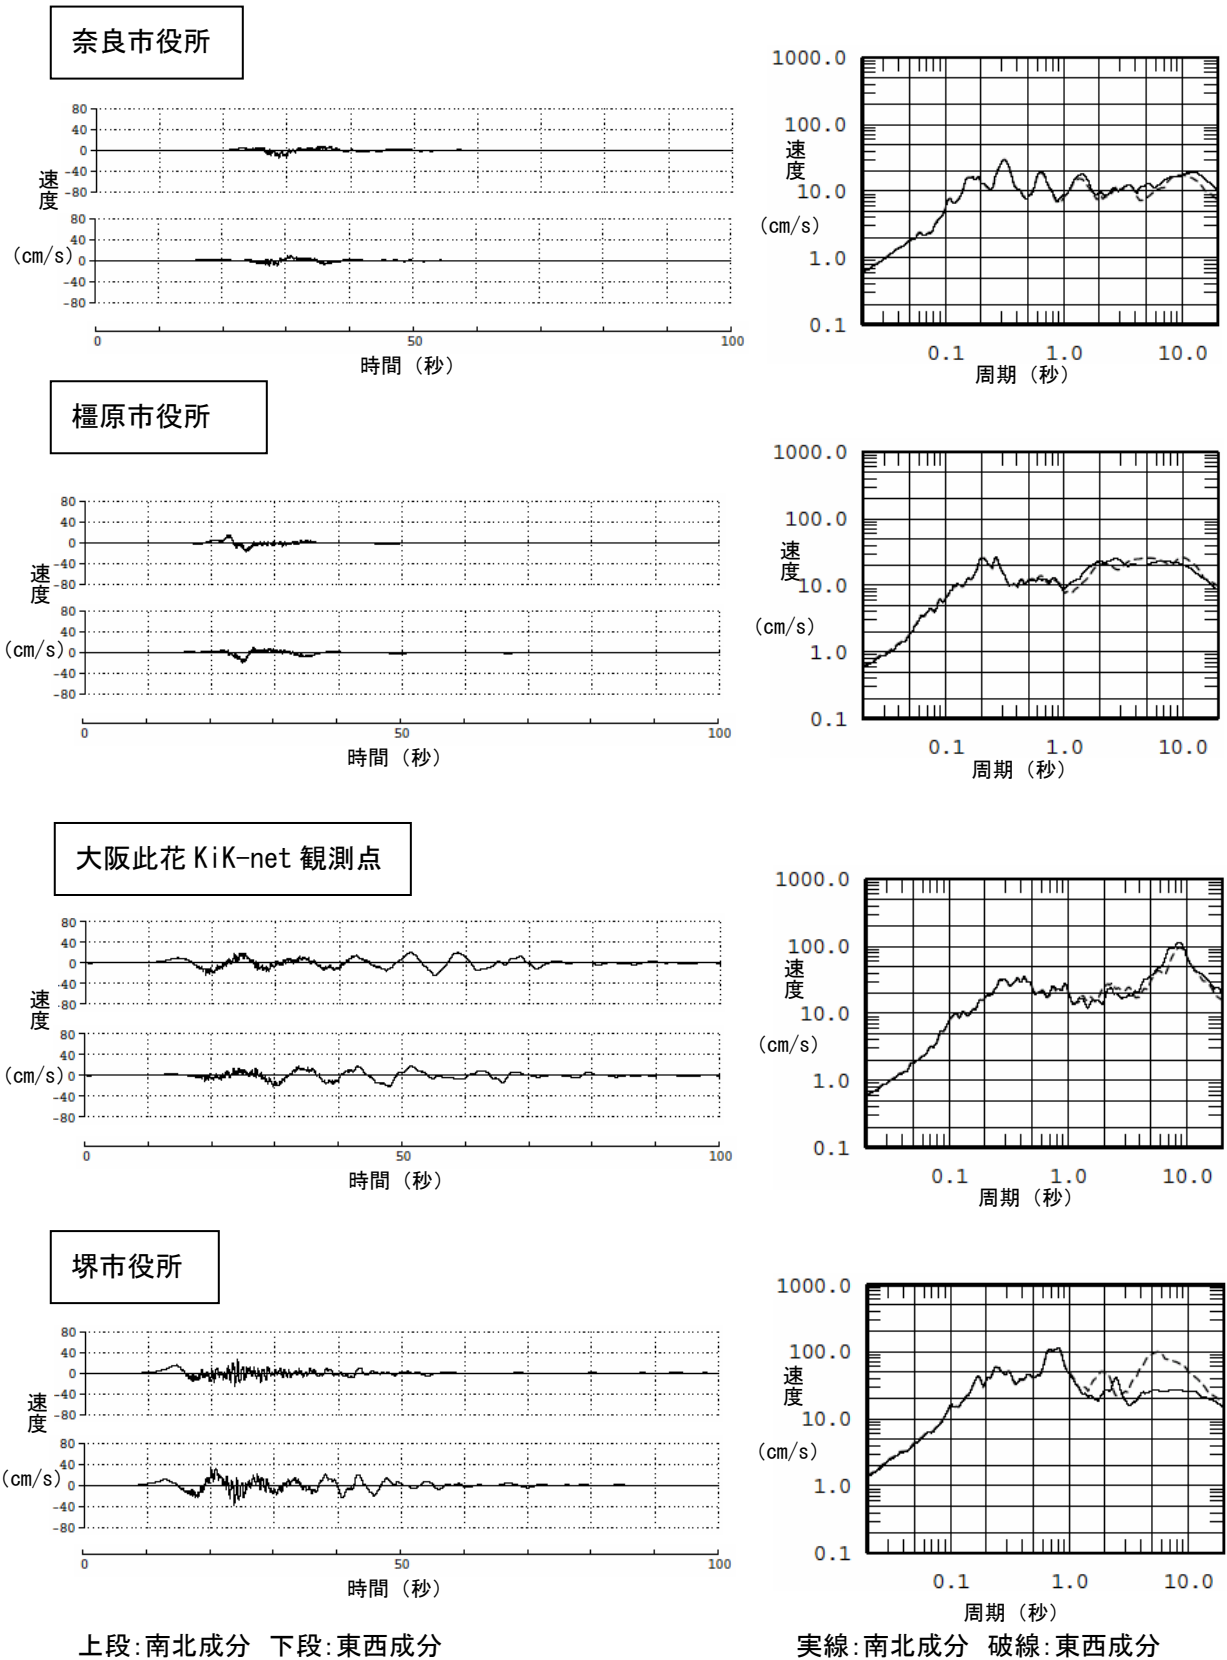 奈良市役所
80
40
0
-40
-80
80
40
0
-40
-80
速度
(cm/s)
0 50 100
時間（秒）
1000.0
100.0
10.0
1.0
0.1
速度
(cm/s)
0.1 1.0 10.0
周期（秒）
橿原市役所
80
40
0
-40
-80
80
40
0
-40
-80
速度
(cm/s)
0 50 100
時間（秒）
1000.0
100.0
10.0
1.0
0.1
速度
(cm/s)
0.1 1.0 10.0
周期（秒）
大阪此花 KiK-net 観測点
80
40
0
-40
-80
80
40
0
-40
-80
速度
(cm/s)
0 50 100
時間（秒）
1000.0
100.0
10.0
1.0
0.1
速度
(cm/s)
0.1 1.0 10.0
周期（秒）
堺市役所
80
40
0
-40
-80
80
40
0
-40
-80
速度
(cm/s)
0 50 100
時間（秒）
1000.0
100.0
10.0
1.0
0.1
速度
(cm/s)
0.1 1.0 10.0
周期（秒）
上段:南北成分 下段:東西成分
実線:南北成分 破線:東西成分